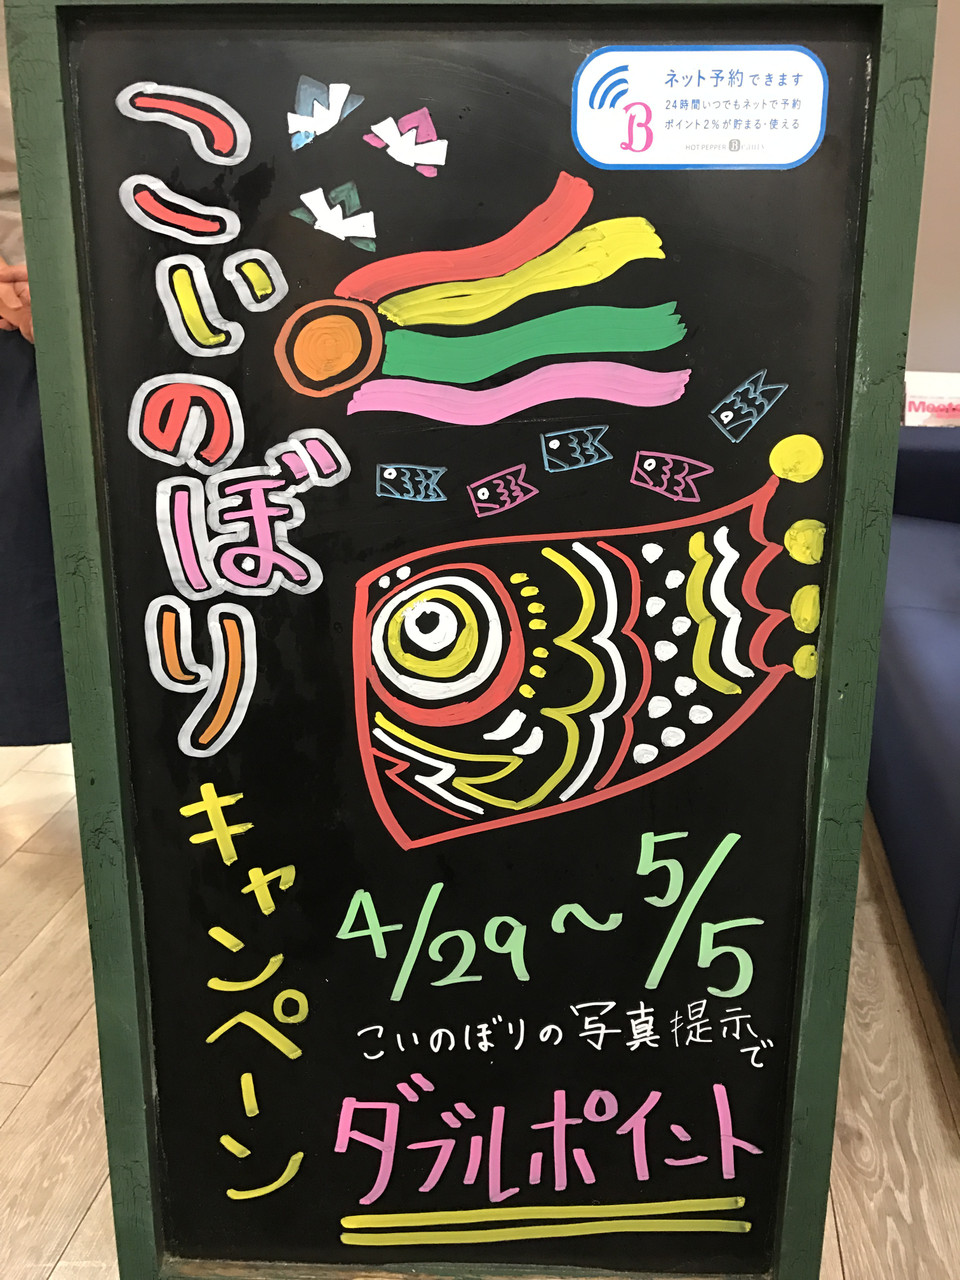 こいのぼり
キャンペーン
ネット予約できます
24時間いつでもネットで予約
ポイント2%が貯まる・使える
B
HOT PEPPER B Beauty
4/29～5/5
こいのぼりの写真提示で
ダブルポイント